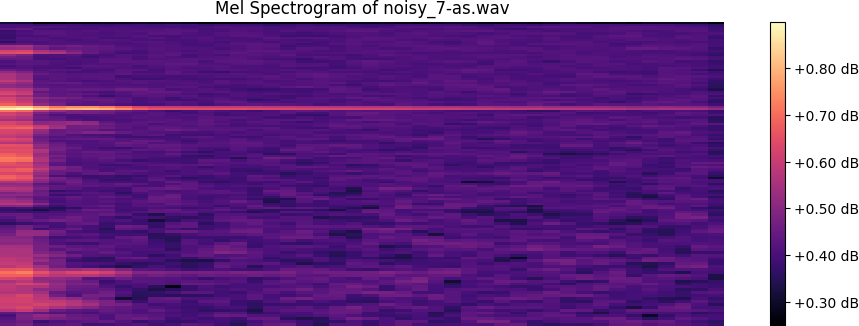 Mel Spectrogram of noisy_7-as.wav
+0.80 dB
+0.70 dB
+0.60 dB
+0.50 dB
+0.40 dB
+0.30 dB